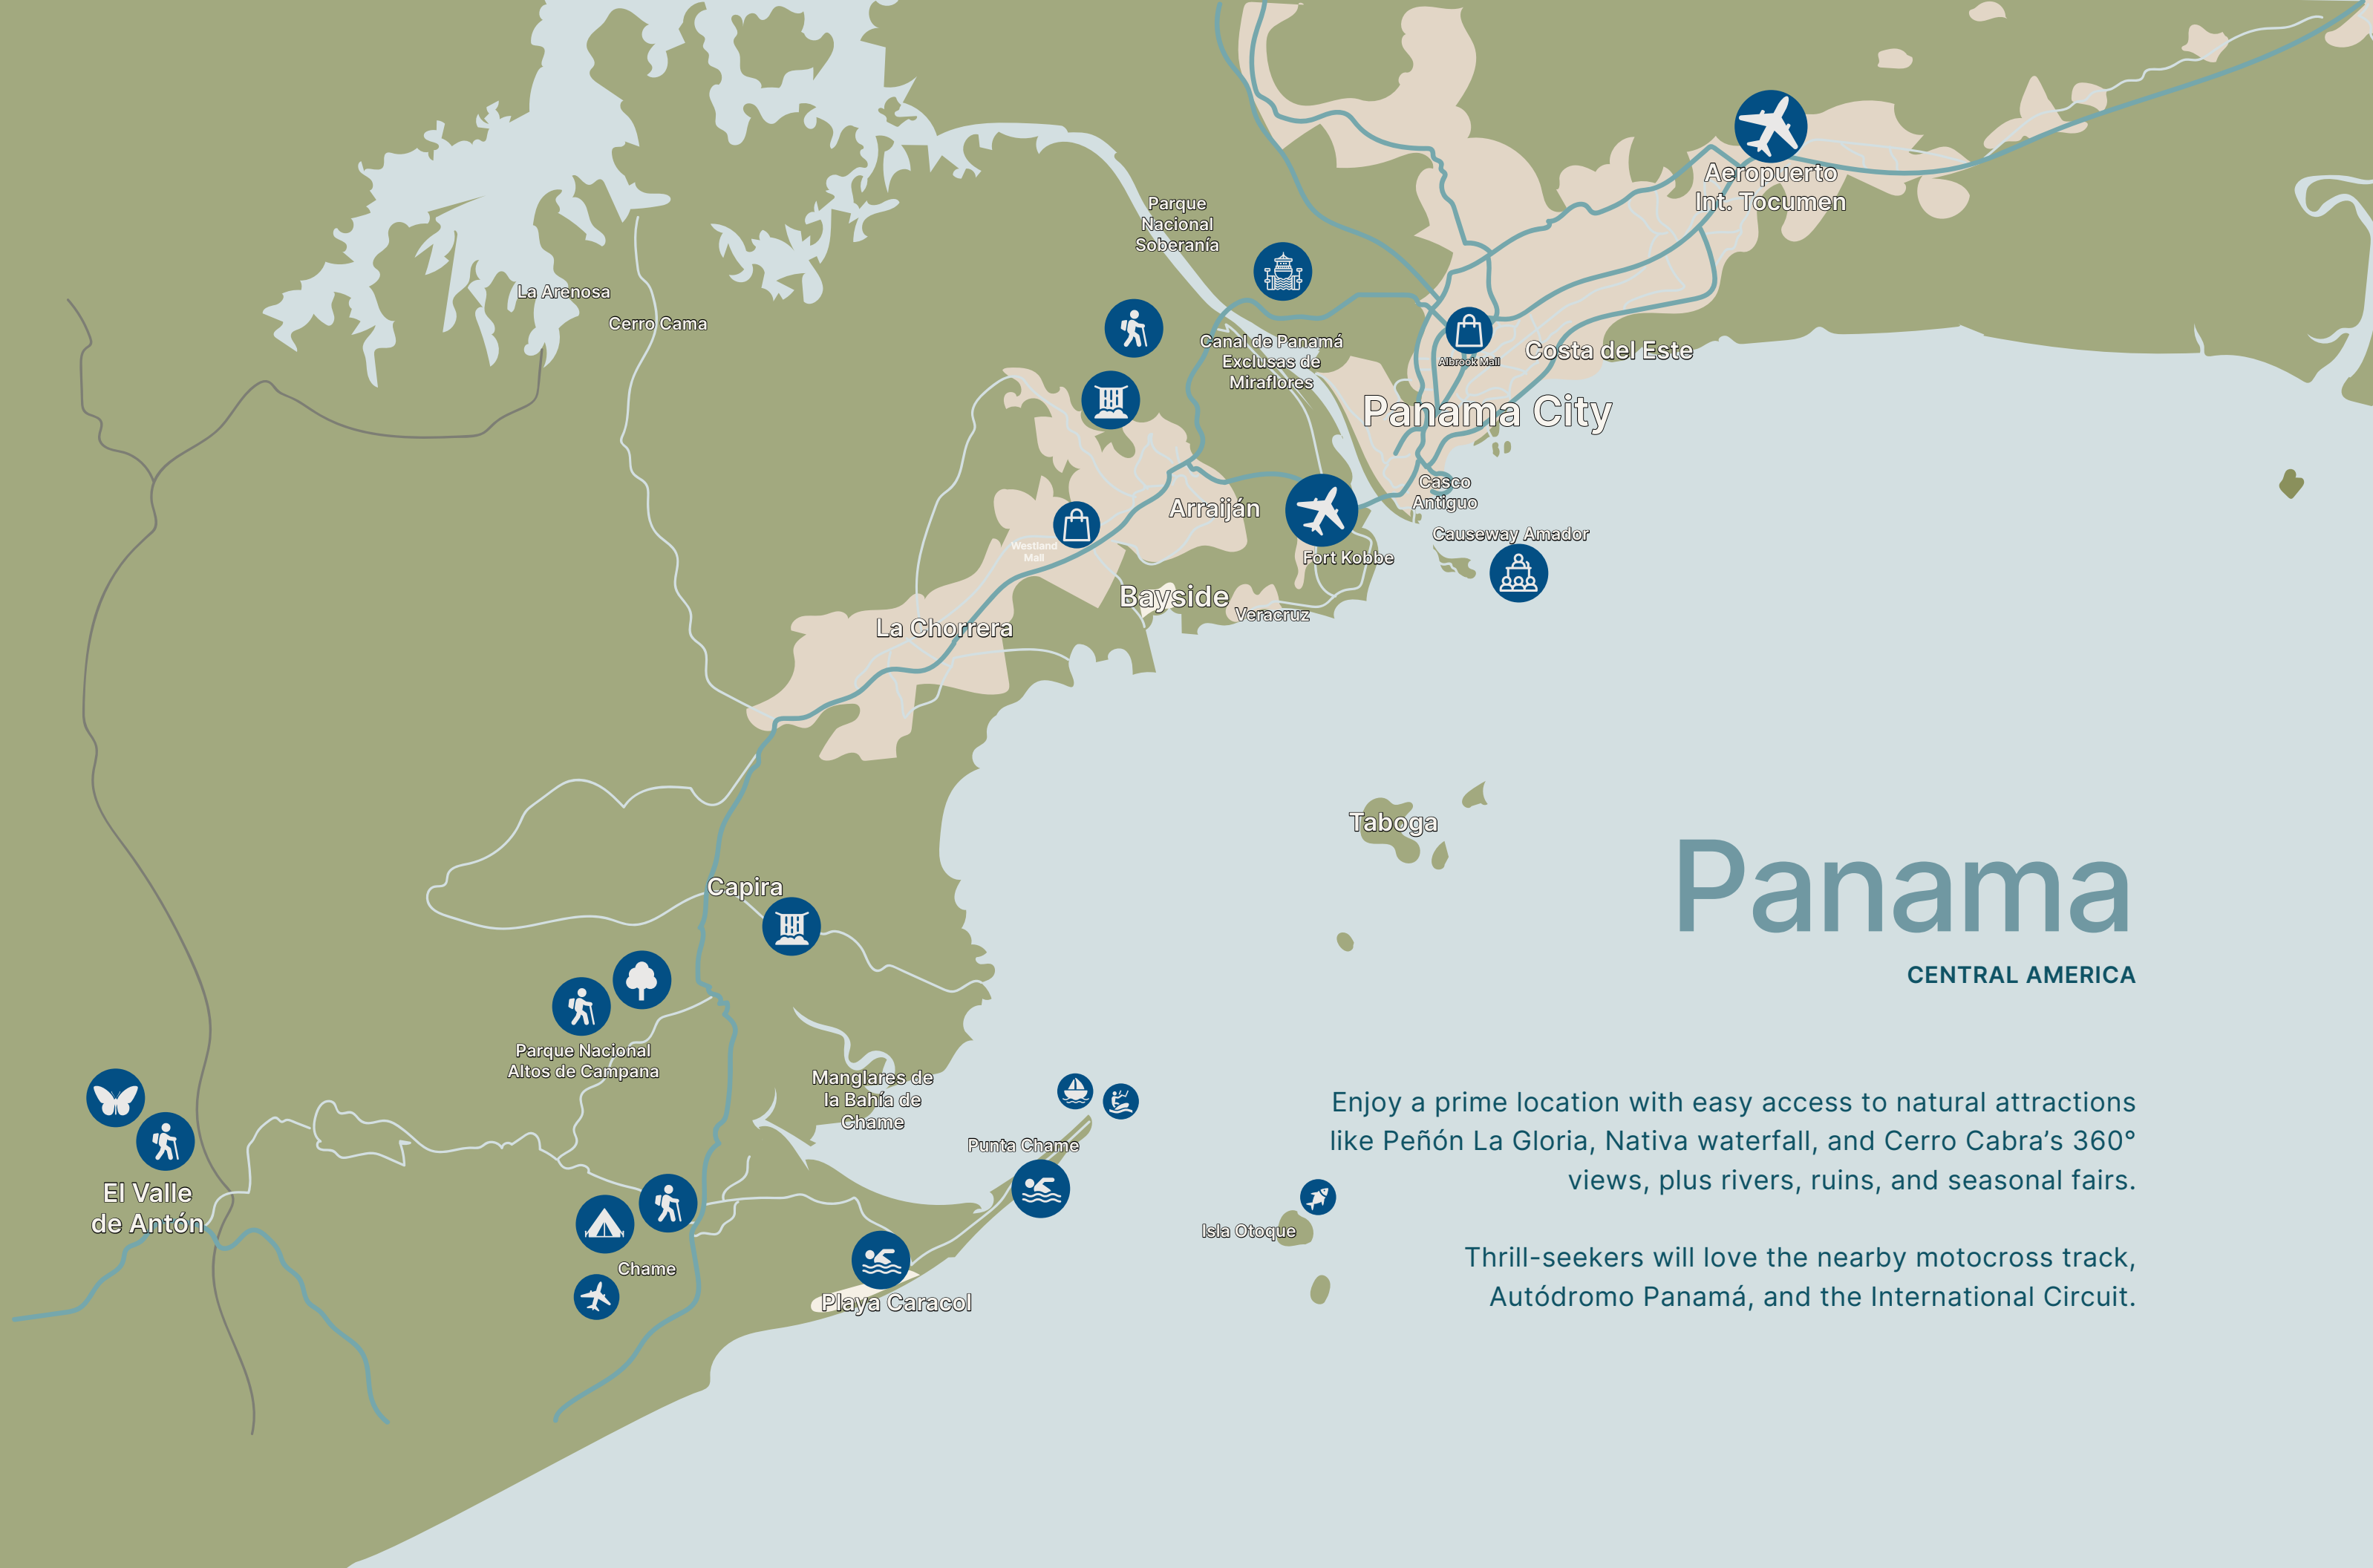 Aeropuerto
Int. Tocumen
Parque
Nacional
Soberanía
La Arenosa
Cerro Cama
Canal de Panamá
Exclusas de
Miraflores
Albrook Mall
Costa del Este
Panama City
Casco
Antiguo
Arraiján
Causeway Amador
Westland
Mall
Fort Kobbe
Bayside
Veracruz
La Chorrera
Taboga
Capira
Panama
CENTRAL AMERICA
Parque Nacional
Altos de Campana
Manglares de
la Bahía de
Chame
Punta Chame
El Valle
de Antón
Isla Otoque
Chame
Playa Caracol
Enjoy a prime location with easy access to natural attractions
like Peñón La Gloria, Nativa waterfall, and Cerro Cabra’s 360°
views, plus rivers, ruins, and seasonal fairs.
Thrill-seekers will love the nearby motocross track,
Autódromo Panamá, and the International Circuit.